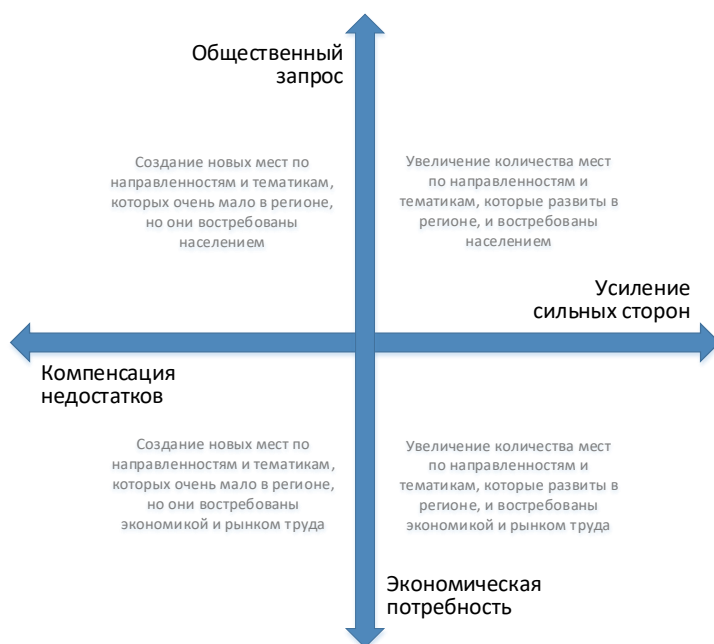 Общественный
запрос
Создание новых мест по
направленностям и тематикам,
которых очень мало в регионе,
но они востребованы
населением
Увеличение количества мест
по направленностям и
тематикам, которые развиты в
регионе, и востребованы
населением
Усиление
сильных сторон
Компенсация
недостатков
Создание новых мест по
направленностям и тематикам,
которых очень мало в регионе,
но они востребованы
экономикой и рынком труда
Увеличение количества мест
по направленностям и
тематикам, которые развиты в
регионе, и востребованы
экономикой и рынком труда
Экономическая
потребность